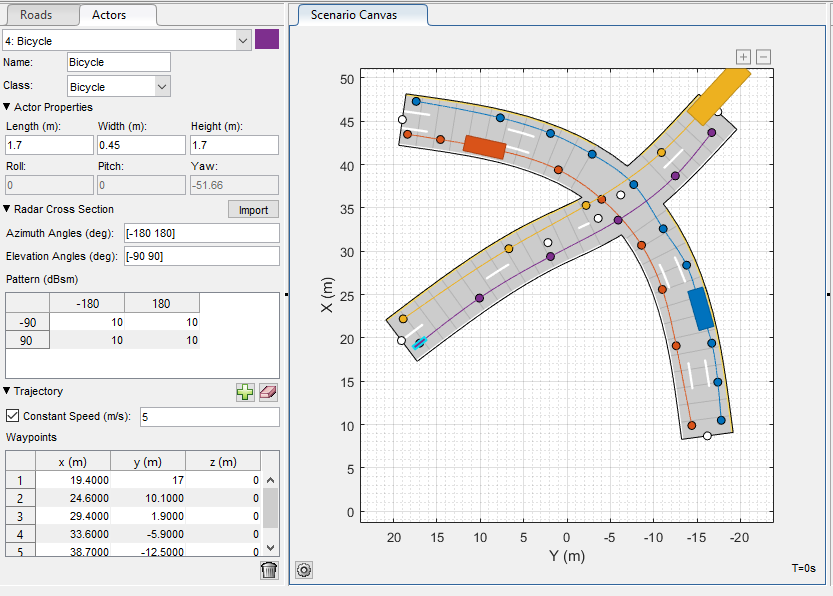 Roads Actors
4: Bicycle
Name: Bicycle
Class: Bicycle
Actor Properties
Length (m): Width (m): Height (m):
1.7 0.45 1.7
Roll: Pitch: Yaw:
0 0 -51.66
Radar Cross Section Import
Azimuth Angles (deg): [-180 180]
Elevation Angles (deg): [-90 90]
Pattern (dBsm)
-180 180
-90 10 10
90 10 10
Trajectory
Constant Speed (m/s): 5
Waypoints
x (m) y (m) z (m)
1 19.4000 17 0
2 24.6000 10.1000 0
3 29.4000 1.9000 0
4 33.6000 -5.9000 0
5 38.7000 -12.5000 0
Scenario Canvas
50
45
40
35
30
25
20
15
10
5
0
X (m)
20 15 10 5 0 -5 -10 -15 -20
Y (m)
T=0s